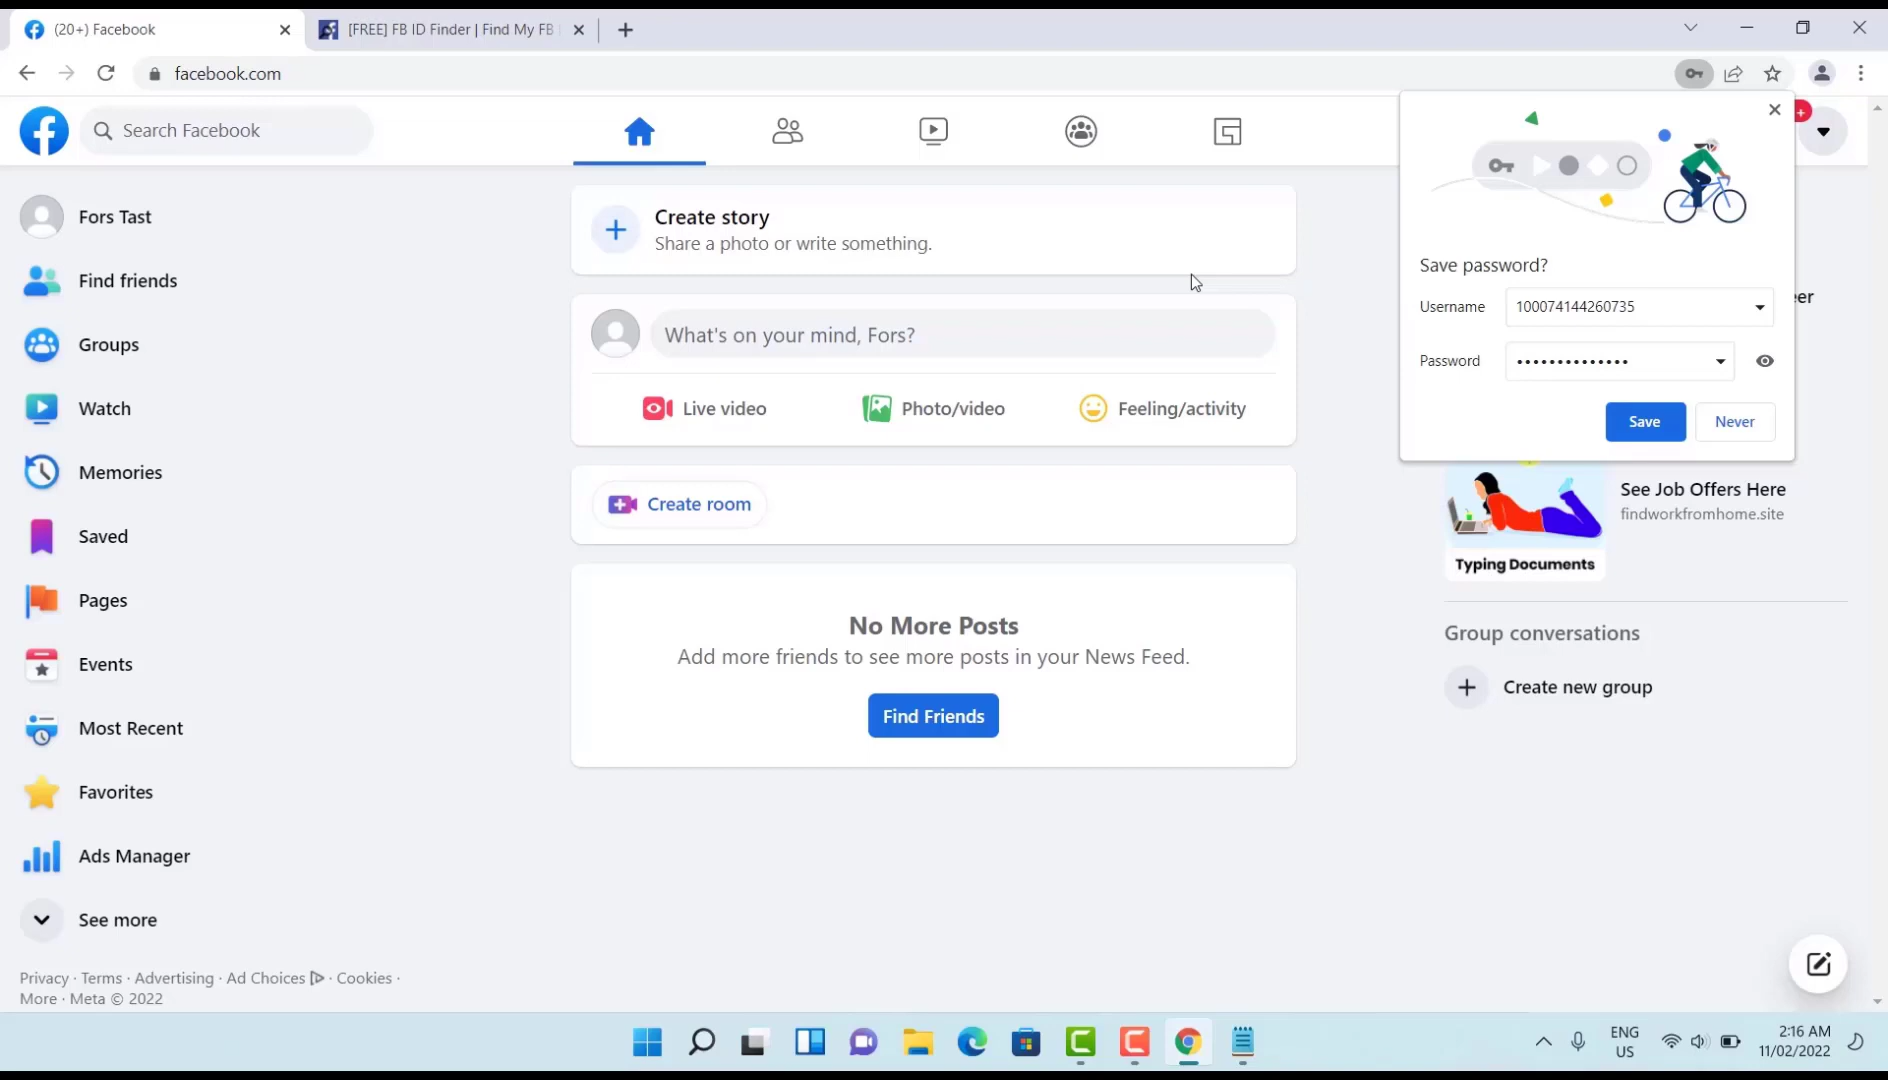 (20+) Facebook
[FREE] FB ID Finder | Find My FB
facebook.com
Search Facebook
Fors Tast
Find friends
Groups
Watch
Memories
Saved
Pages
Events
Most Recent
Favorites
Ads Manager
See more
Privacy · Terms · Advertising · Ad Choices · Cookies ·
More · Meta © 2022
Create story
Share a photo or write something.
What's on your mind, Fors?
Live video
Photo/video
Feeling/activity
Create room
No More Posts
Add more friends to see more posts in your News Feed.
Find Friends
+
Save password?
Username
100074144260735
Password
••••••••••••••
Save
Never
er
See Job Offers Here
findworkfromhome.site
Typing Documents
Group conversations
Create new group
ENG
US
2:16 AM
11/02/2022